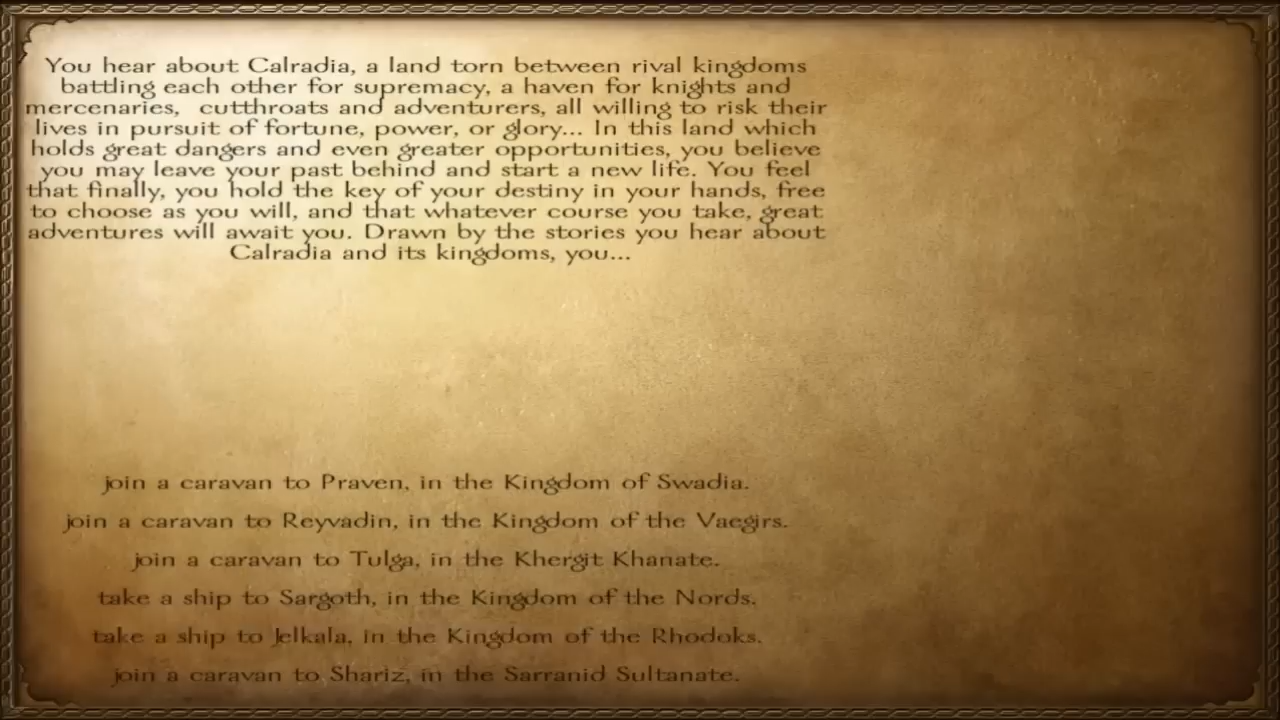 You hear about Calradia, a land torn between rival kingdoms
battling each other for supremacy, a haven for knights and
mercenaries,  cutthroats and adventurers, all willing to risk their
lives in pursuit of fortune, power, or glory... In this land which
holds great dangers and even greater opportunities, you believe
you may leave your past behind and start a new life. You feel
that finally, you hold the key of your destiny in your hands, free
to choose as you will, and that whatever course you take, great
adventures will await you. Drawn by the stories you hear about
Calradia and its kingdoms, you...
join a caravan to Praven, in the Kingdom of Swadia.
join a caravan to Reyvadin, in the Kingdom of the Vaegirs.
join a caravan to Tulga, in the Khergit Khanate.
take a ship to Sargoth, in the Kingdom of the Nords.
take a ship to Jelkala, in the Kingdom of the Rhodoks.
join a caravan to Shariz, in the Sarranid Sultanate.